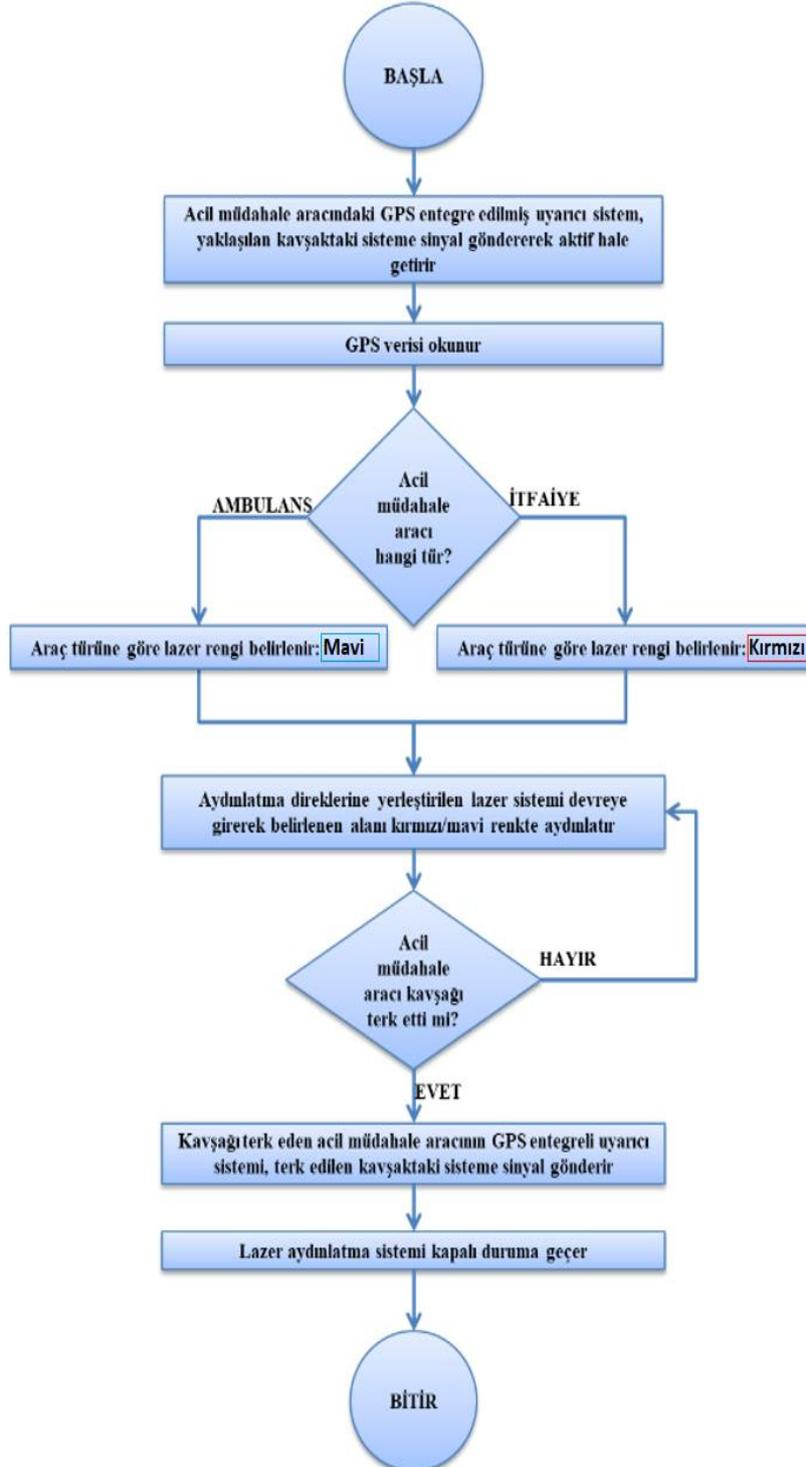 BAŞLA
Acil müdahale aracındaki GPS entegre edilmiş uyarıcı sistem,
yaklaşılan kavşaktaki sisteme sinyal göndererek aktif hale
getirir
GPS verisi okunur
Acil
müdahale
aracı
hangi tür?
AMBULANS
İTFAİYE
Araç türüne göre lazer rengi belirlenir: Mavi
Araç türüne göre lazer rengi belirlenir: Kırmızı
Aydınlatma direklerine yerleştirilen lazer sistemi devreye
girerek belirlenen alanı kırmızı/mavi renkte aydınlatır
Acil
müdahale
aracı kavşağı
terk etti mi?
HAYIR
EVET
Kavşağı terk eden acil müdahale aracının GPS entegreli uyarıcı
sistemi, terk edilen kavşaktaki sisteme sinyal gönderir
Lazer aydınlatma sistemi kapalı duruma geçer
BİTİR